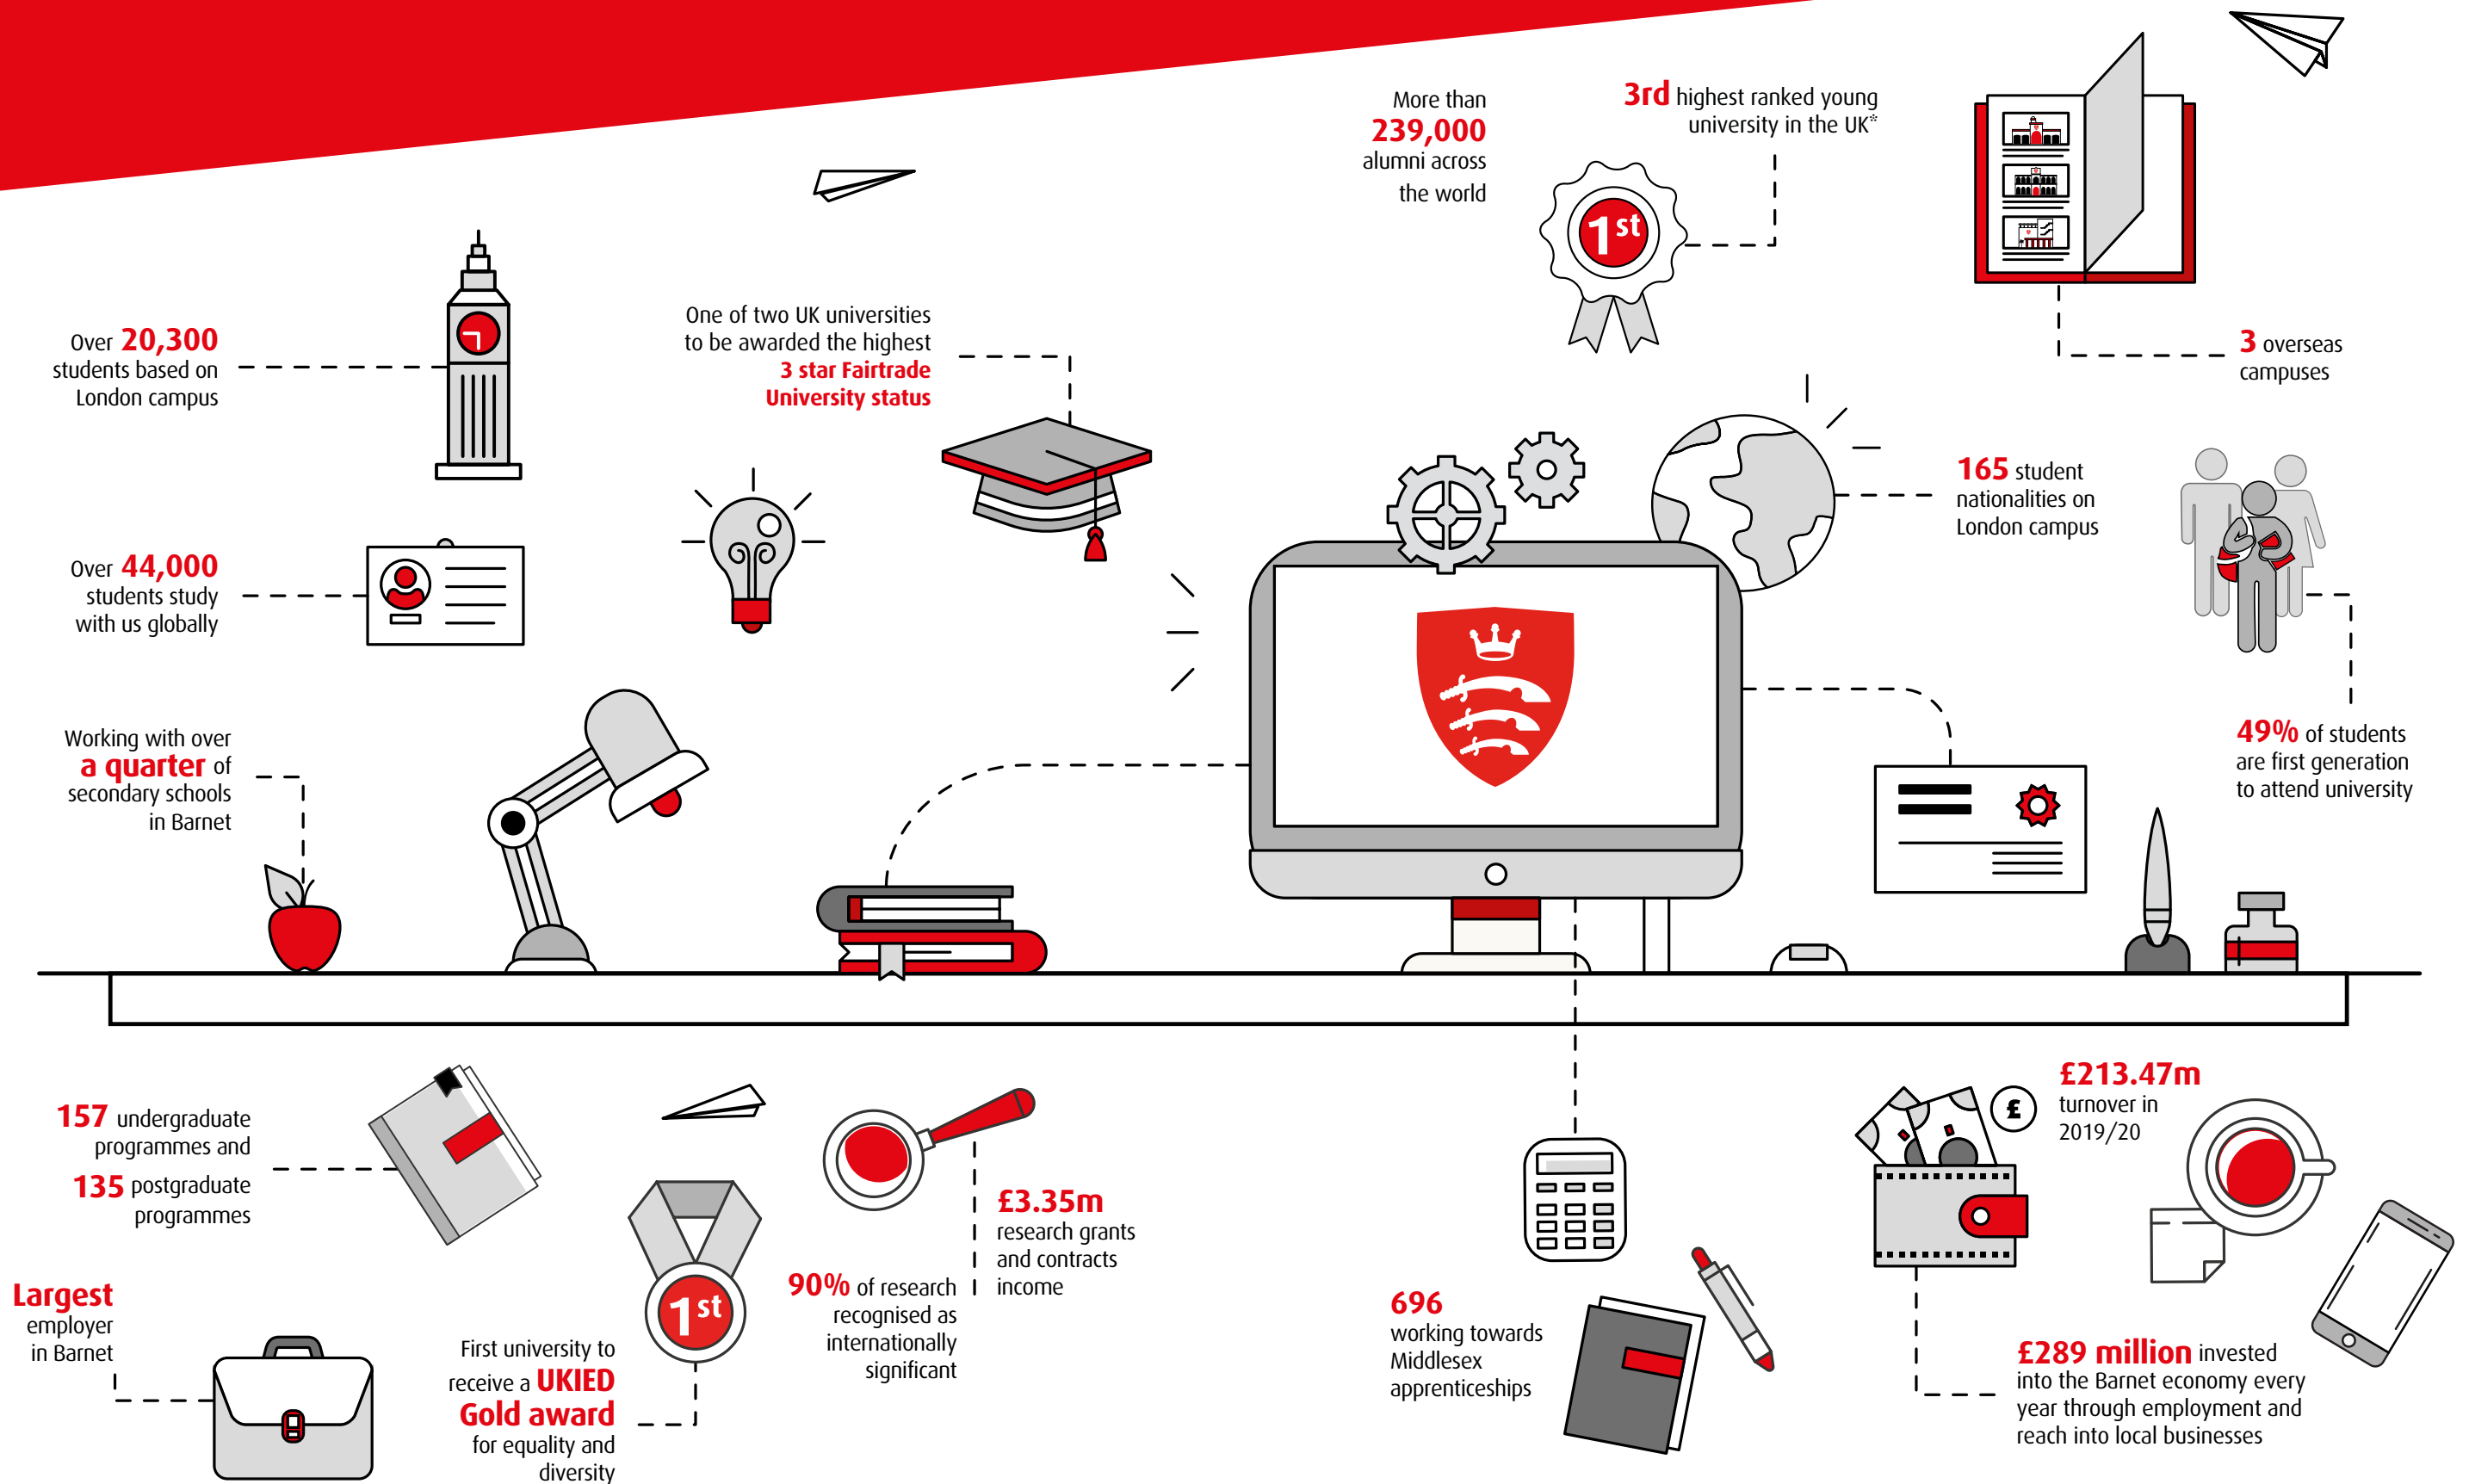 More than
239,000
alumni across
the world
3rd highest ranked young
university in the UK*
1st
3 overseas
campuses
Over 20,300
students based on
London campus
One of two UK universities
to be awarded the highest
3 star Fairtrade
University status
165 student
nationalities on
London campus
Over 44,000
students study
with us globally
49% of students
are first generation
to attend university
Working with over
a quarter of
secondary schools
in Barnet
157 undergraduate
programmes and
135 postgraduate
programmes
£3.35m
research grants
and contracts
income
90% of research
recognised as
internationally
significant
Largest
employer
in Barnet
1st
First university to
receive a UKIED
Gold award
for equality and
diversity
696
working towards
Middlesex
apprenticeships
£
£213.47m
turnover in
2019/20
£289 million invested
into the Barnet economy every
year through employment and
reach into local businesses